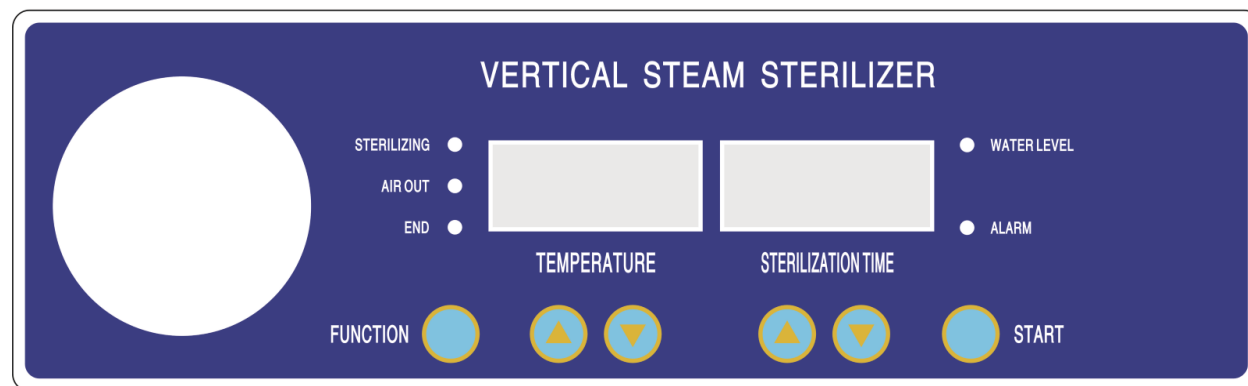 VERTICAL STEAM STERILIZER
STERILIZING
WATER LEVEL
AIR OUT
END
ALARM
TEMPERATURE
STERILIZATION TIME
FUNCTION
START